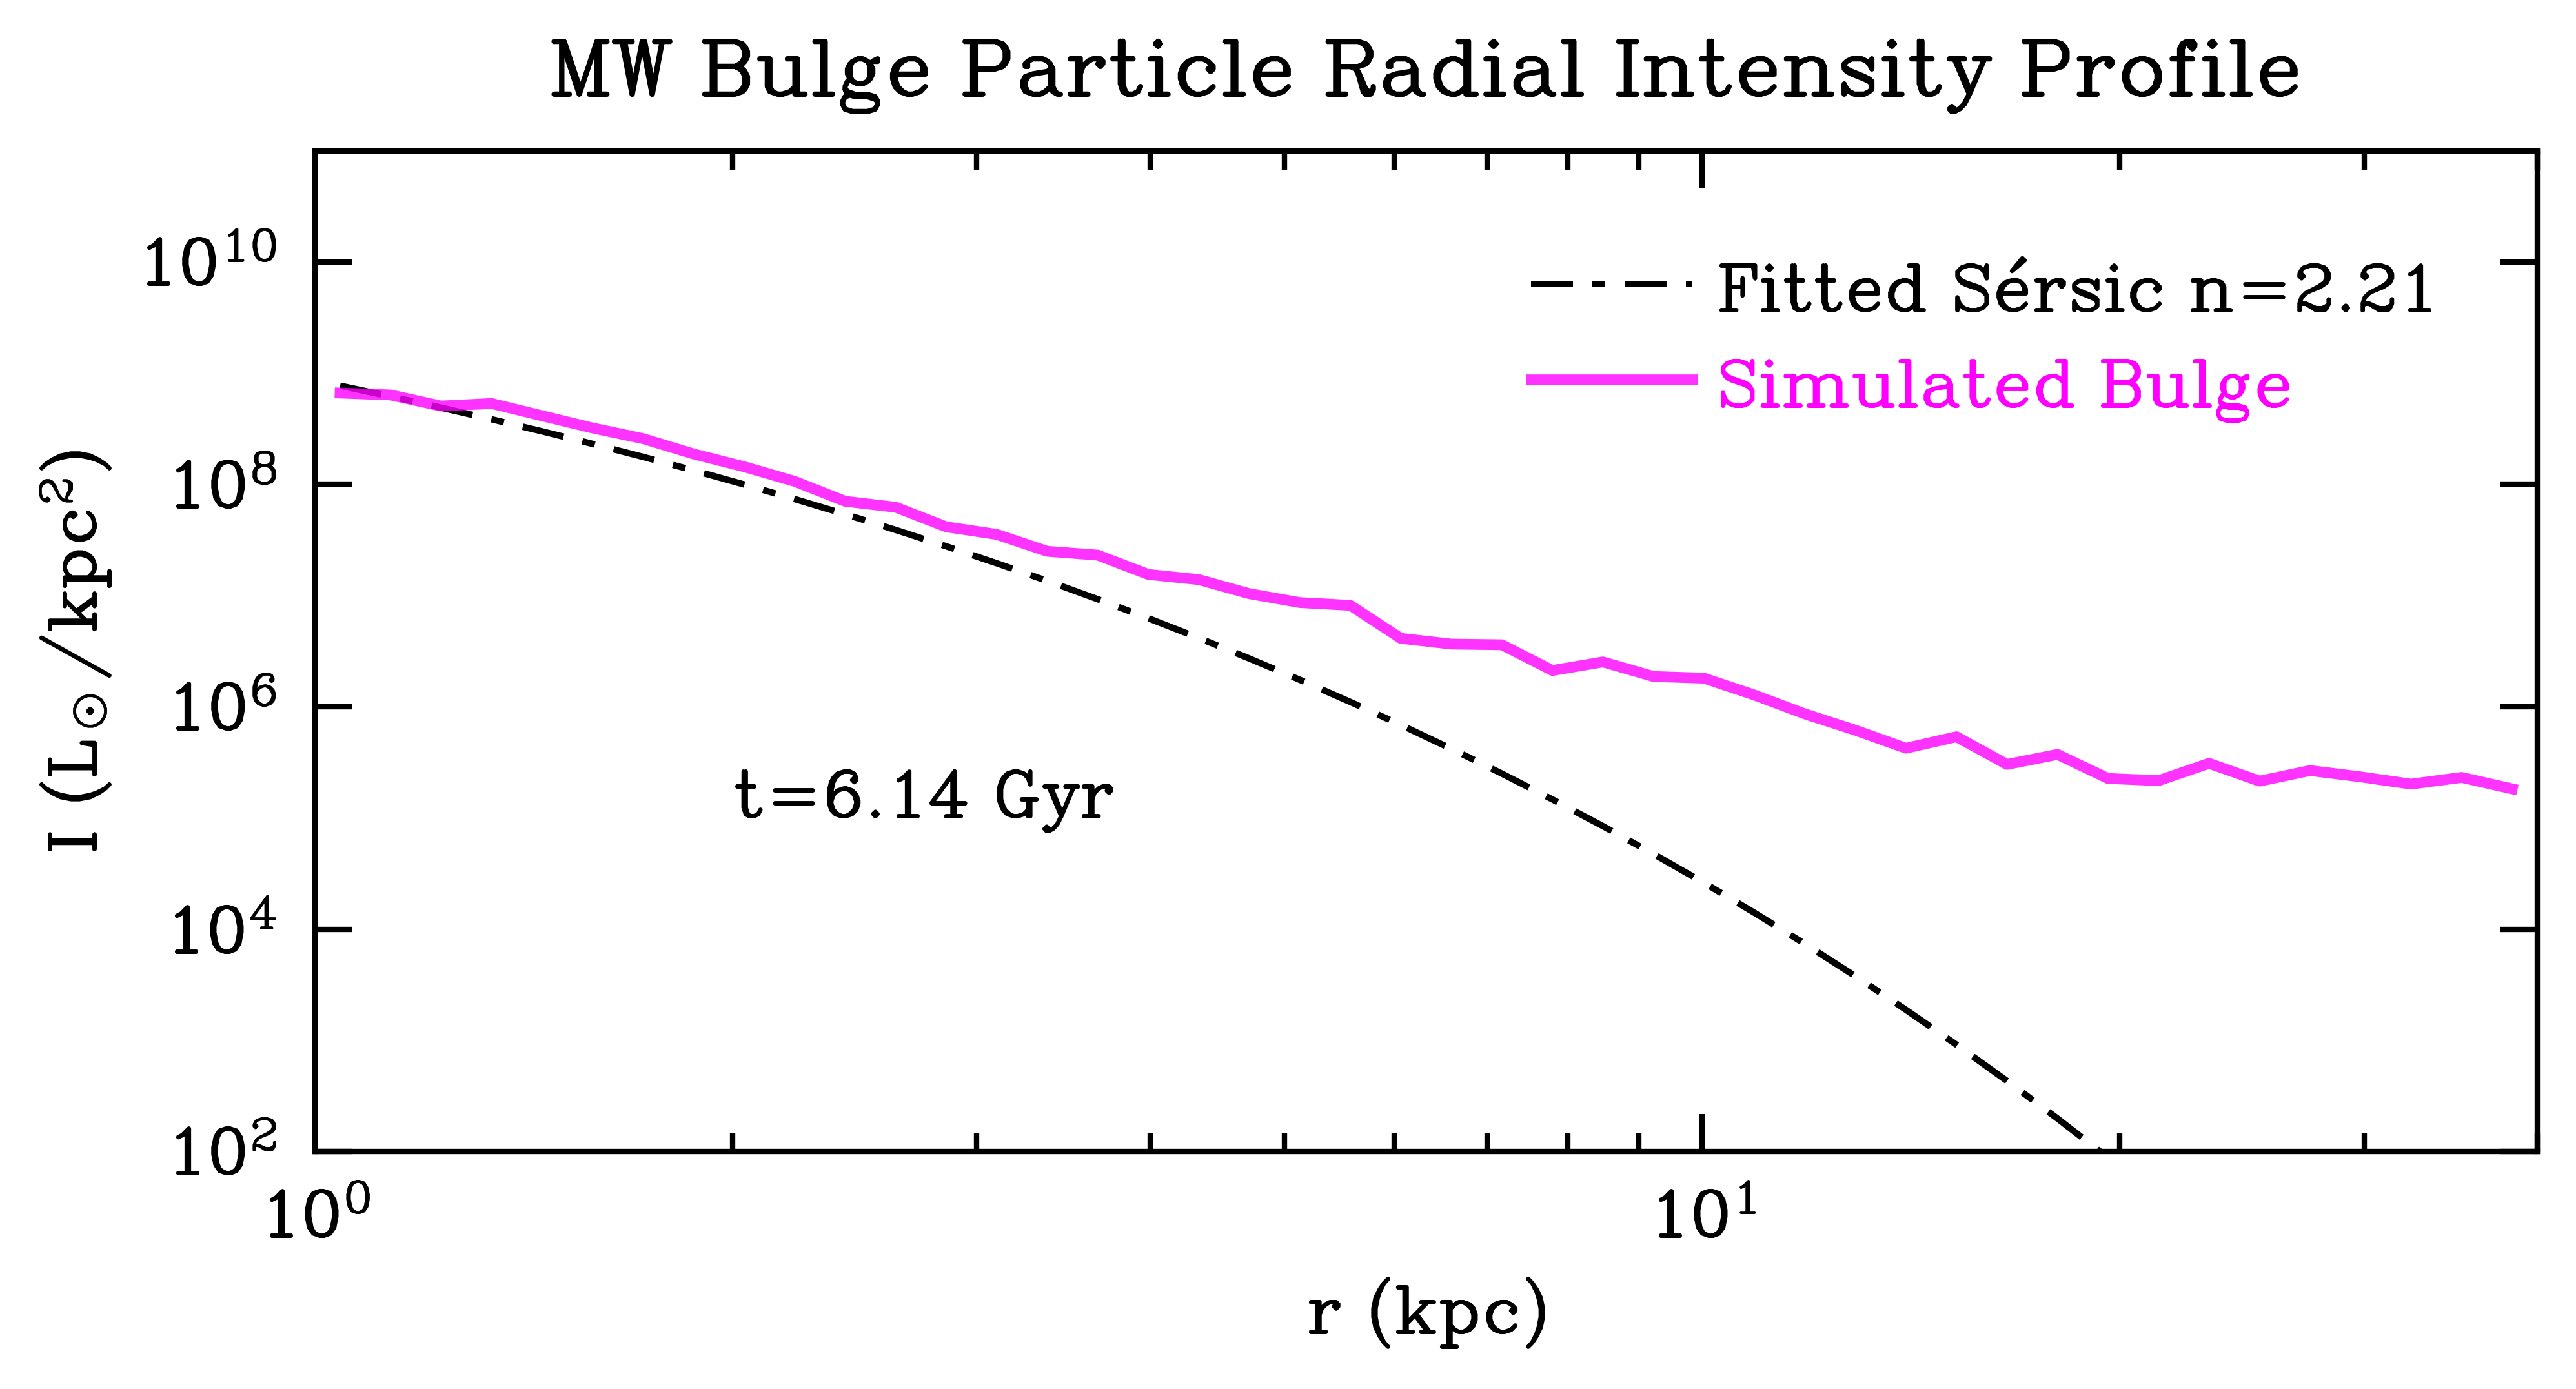 MW Bulge Particle Radial Intensity Profile
10¹⁰
10⁸
10⁶
10⁴
10²
I (L☉/kpc²)
Fitted Sérsic n=2.21
Simulated Bulge
t=6.14 Gyr
10⁰
10¹
r (kpc)